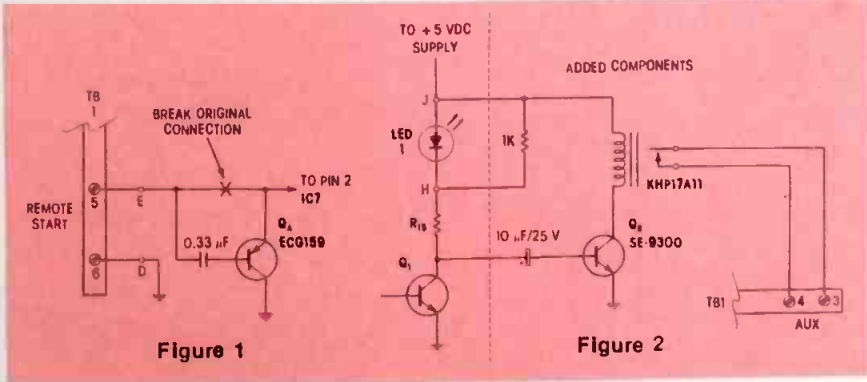 TB
1
BREAK ORIGINAL
CONNECTION
5
E
TO PIN 2
IC7
REMOTE
START
0.33 µF
QA
ECG159
6
D
Figure 1
TO +5 VDC
SUPPLY
ADDED COMPONENTS
J
LED
1
1K
H
KHP17A11
R15
10 µF/25 V
QB
SE-9300
Q1
TB1
4
3
AUX
Figure 2